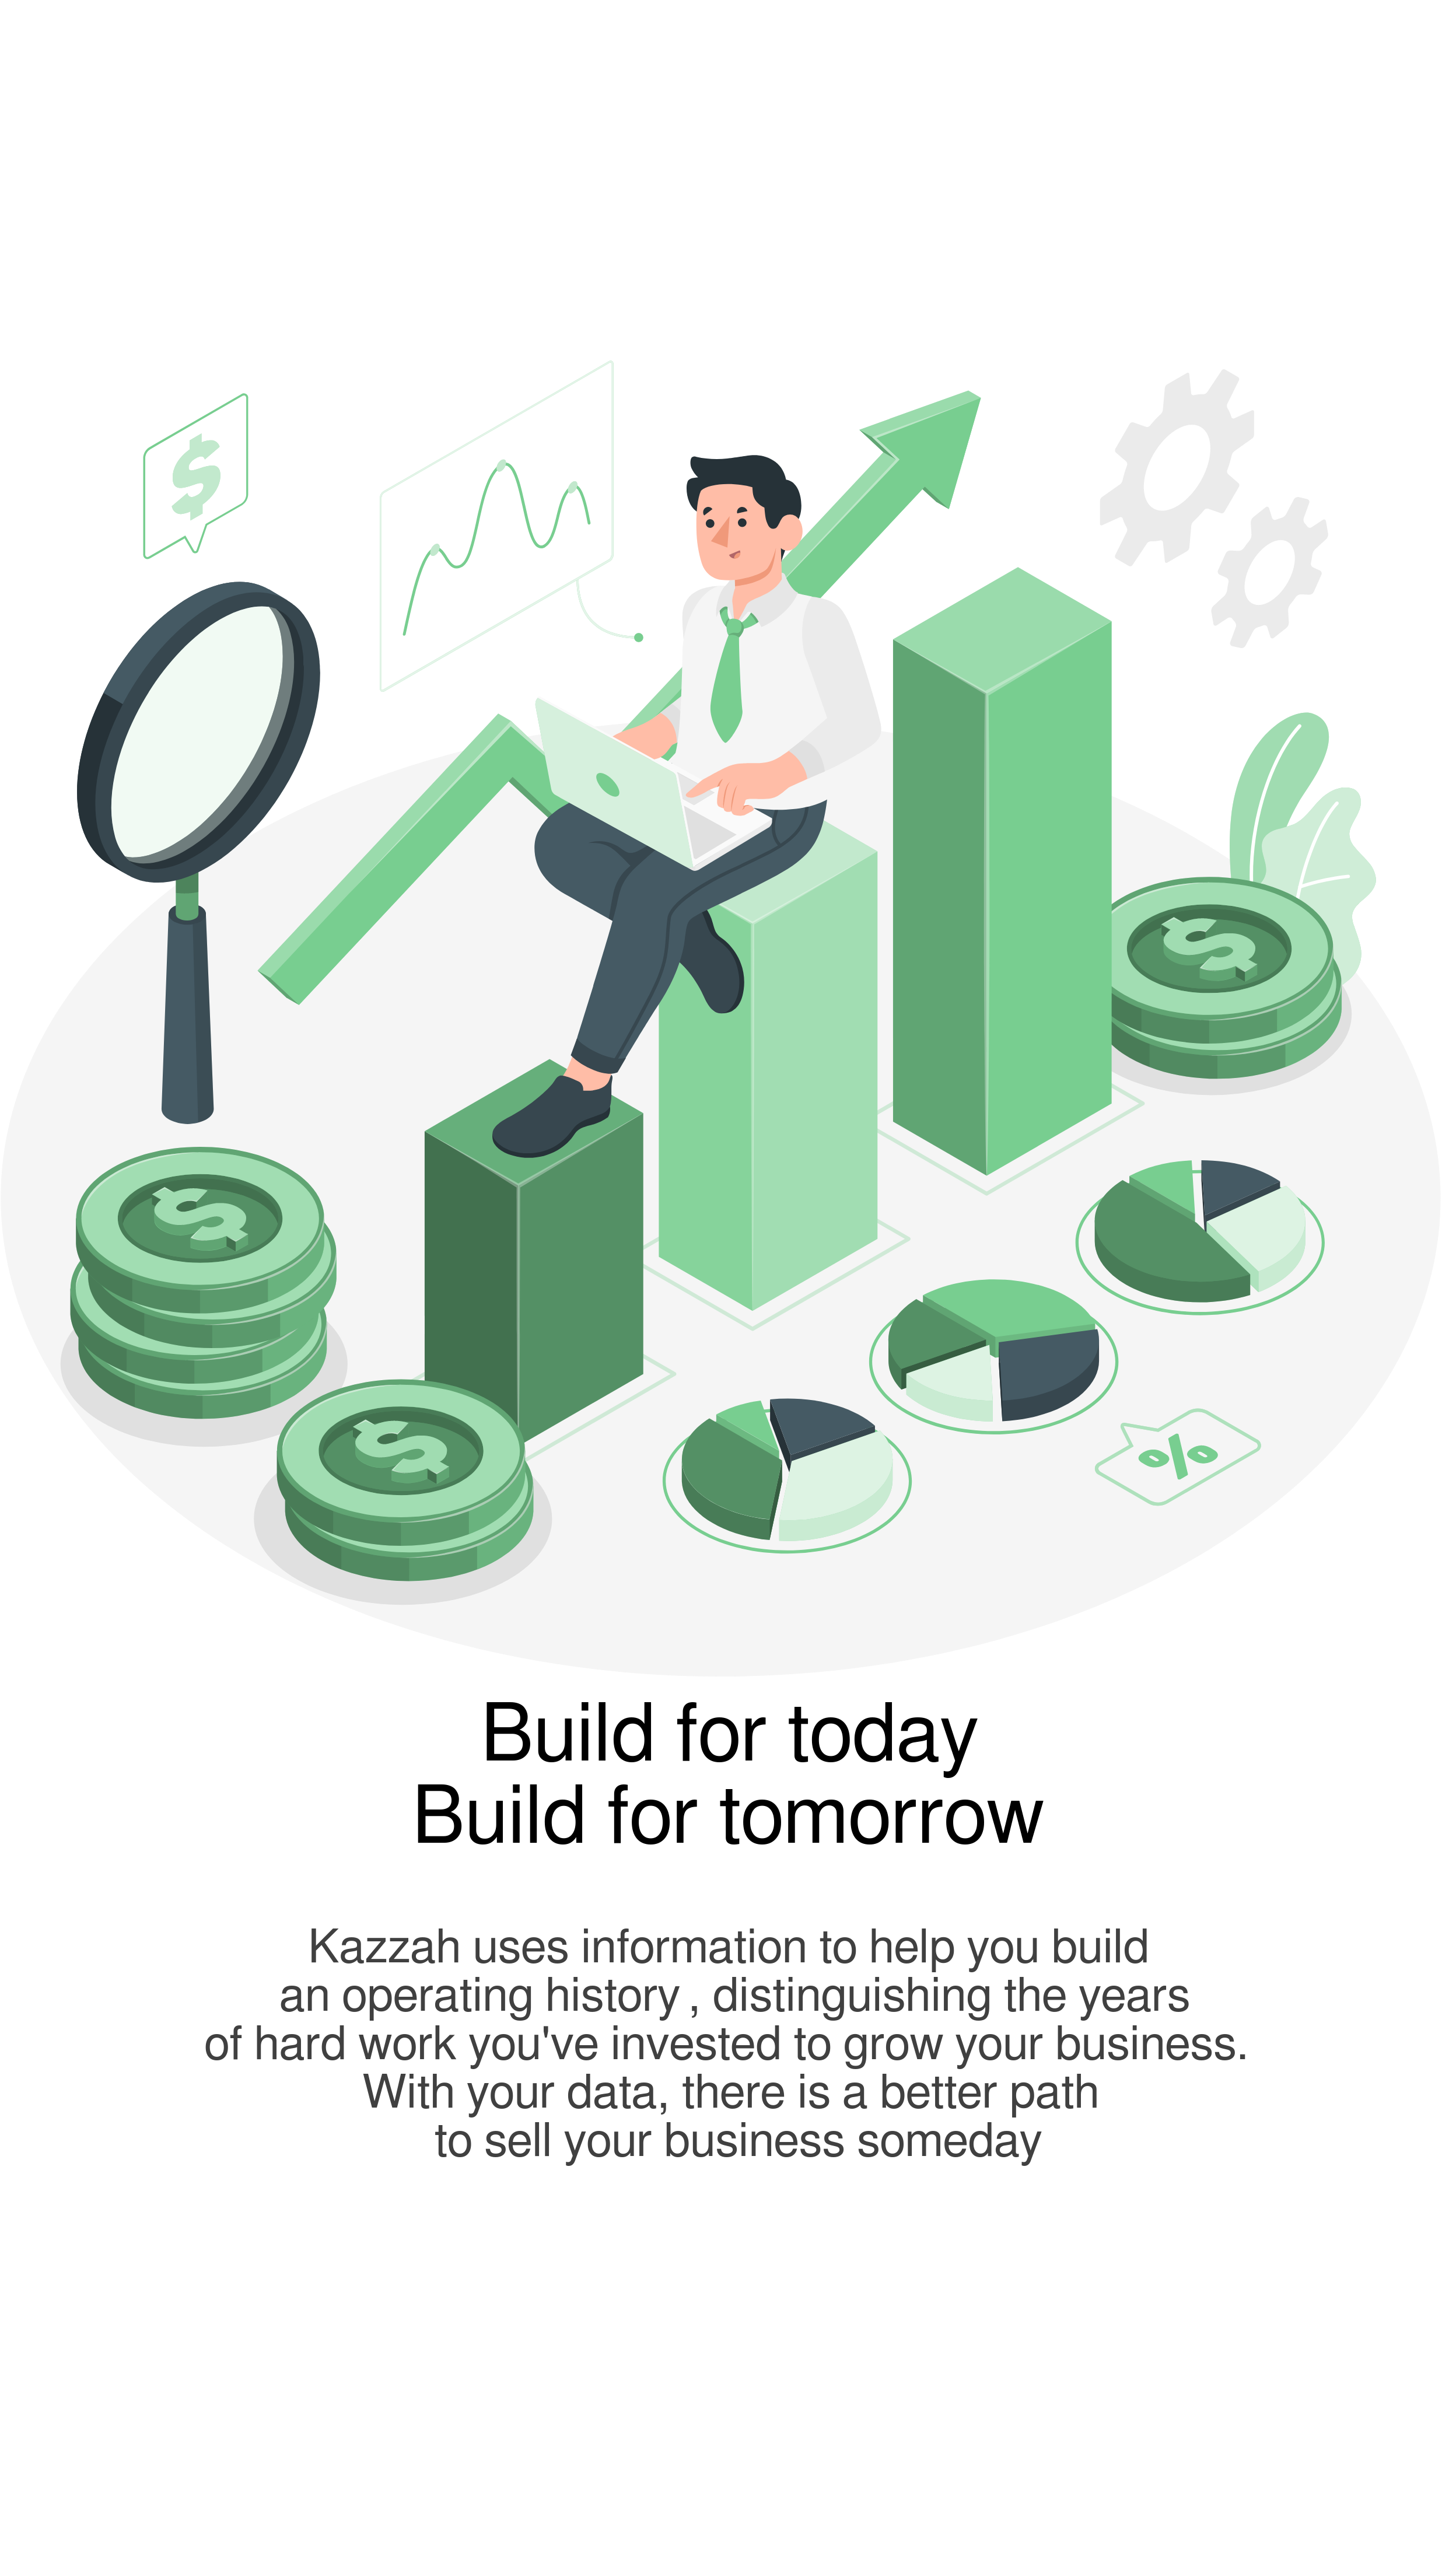 $
$
$
$
%
Build for today
Build for tomorrow
Kazzah uses information to help you build
an operating history , distinguishing the years
of hard work you've invested to grow your business.
With your data, there is a better path
to sell your business someday